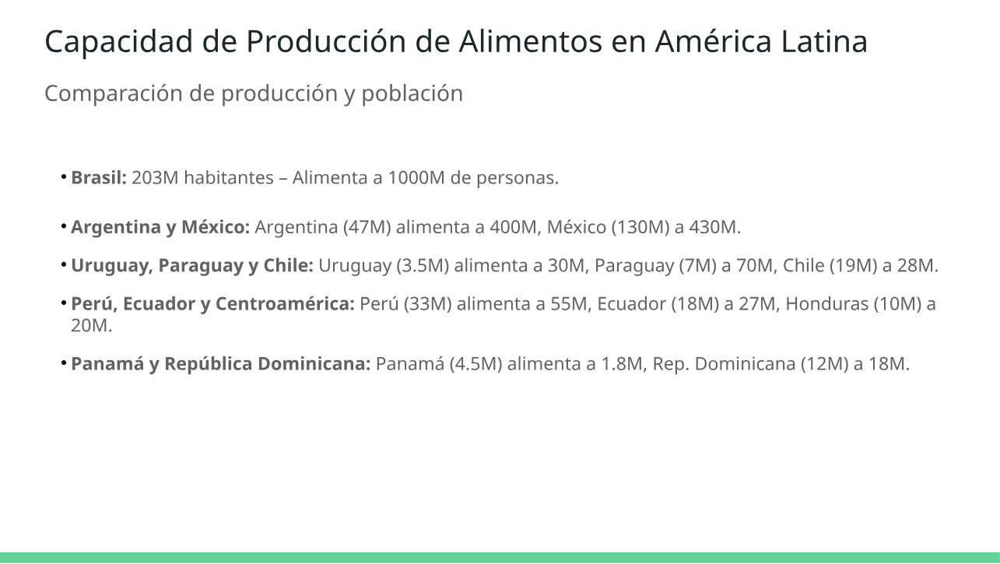 Capacidad de Producción de Alimentos en América Latina
Comparación de producción y población
• Brasil: 203M habitantes – Alimenta a 1000M de personas.
• Argentina y México: Argentina (47M) alimenta a 400M, México (130M) a 430M.
• Uruguay, Paraguay y Chile: Uruguay (3.5M) alimenta a 30M, Paraguay (7M) a 70M, Chile (19M) a 28M.
• Perú, Ecuador y Centroamérica: Perú (33M) alimenta a 55M, Ecuador (18M) a 27M, Honduras (10M) a
20M.
• Panamá y República Dominicana: Panamá (4.5M) alimenta a 1.8M, Rep. Dominicana (12M) a 18M.